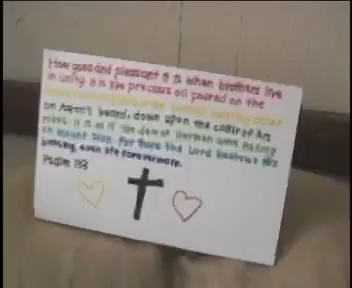 How good and pleasant it is when brothers live
in unity. It is like precious oil poured on the
on Aaron's beard, down upon the collar of his
robes. It is as if the dew of Hermon were falling
on Mount Zion. For there the Lord bestows his
blessing, even life forevermore.
Psalm 133